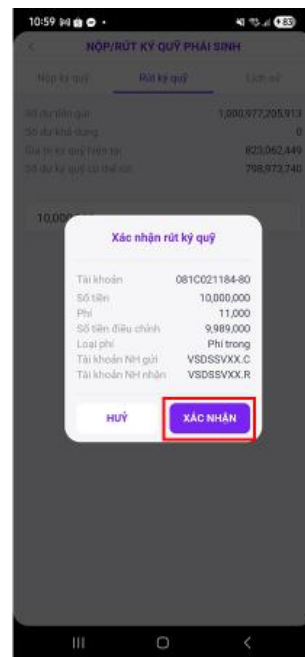 10:59
83
NỘP/RÚT KÝ QUỸ PHÁI SINH
Nộp ký quỹ Rút ký quỹ Lịch sử
Số dư tiền gửi 1,000,977,205,913
Số dư khả dụng 0
Giá trị ký quỹ hiện tại 823,062,449
Số dư ký quỹ có thể rút 798,973,740
10,000
Xác nhận rút ký quỹ
Tài khoản 081C021184-80
Số tiền 10,000,000
Phí 11,000
Số tiền điều chỉnh 9,989,000
Loại phí Phí trong
Tài khoản NH gửi VSDSSVXX.C
Tài khoản NH nhận VSDSSVXX.R
HUỶ XÁC NHẬN